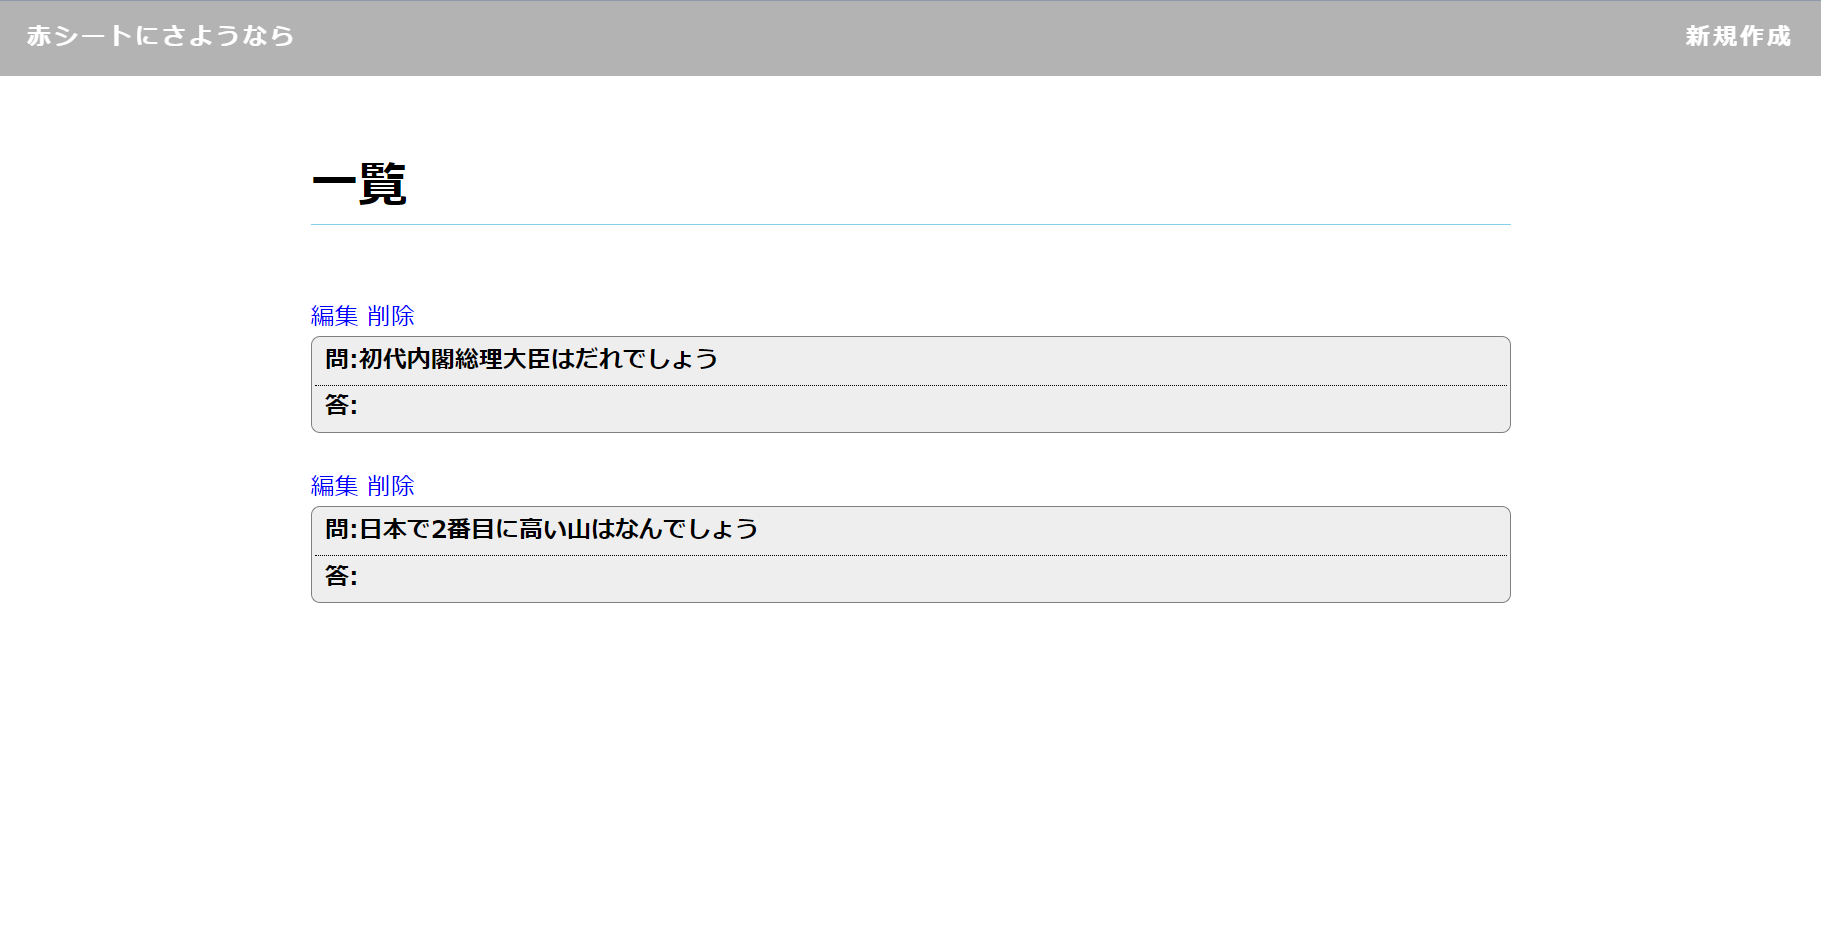 赤シートにさようなら
新規作成
一覧
編集 削除
問:初代内閣総理大臣はだれでしょう
答:
編集 削除
問:日本で2番目に高い山はなんでしょう
答: